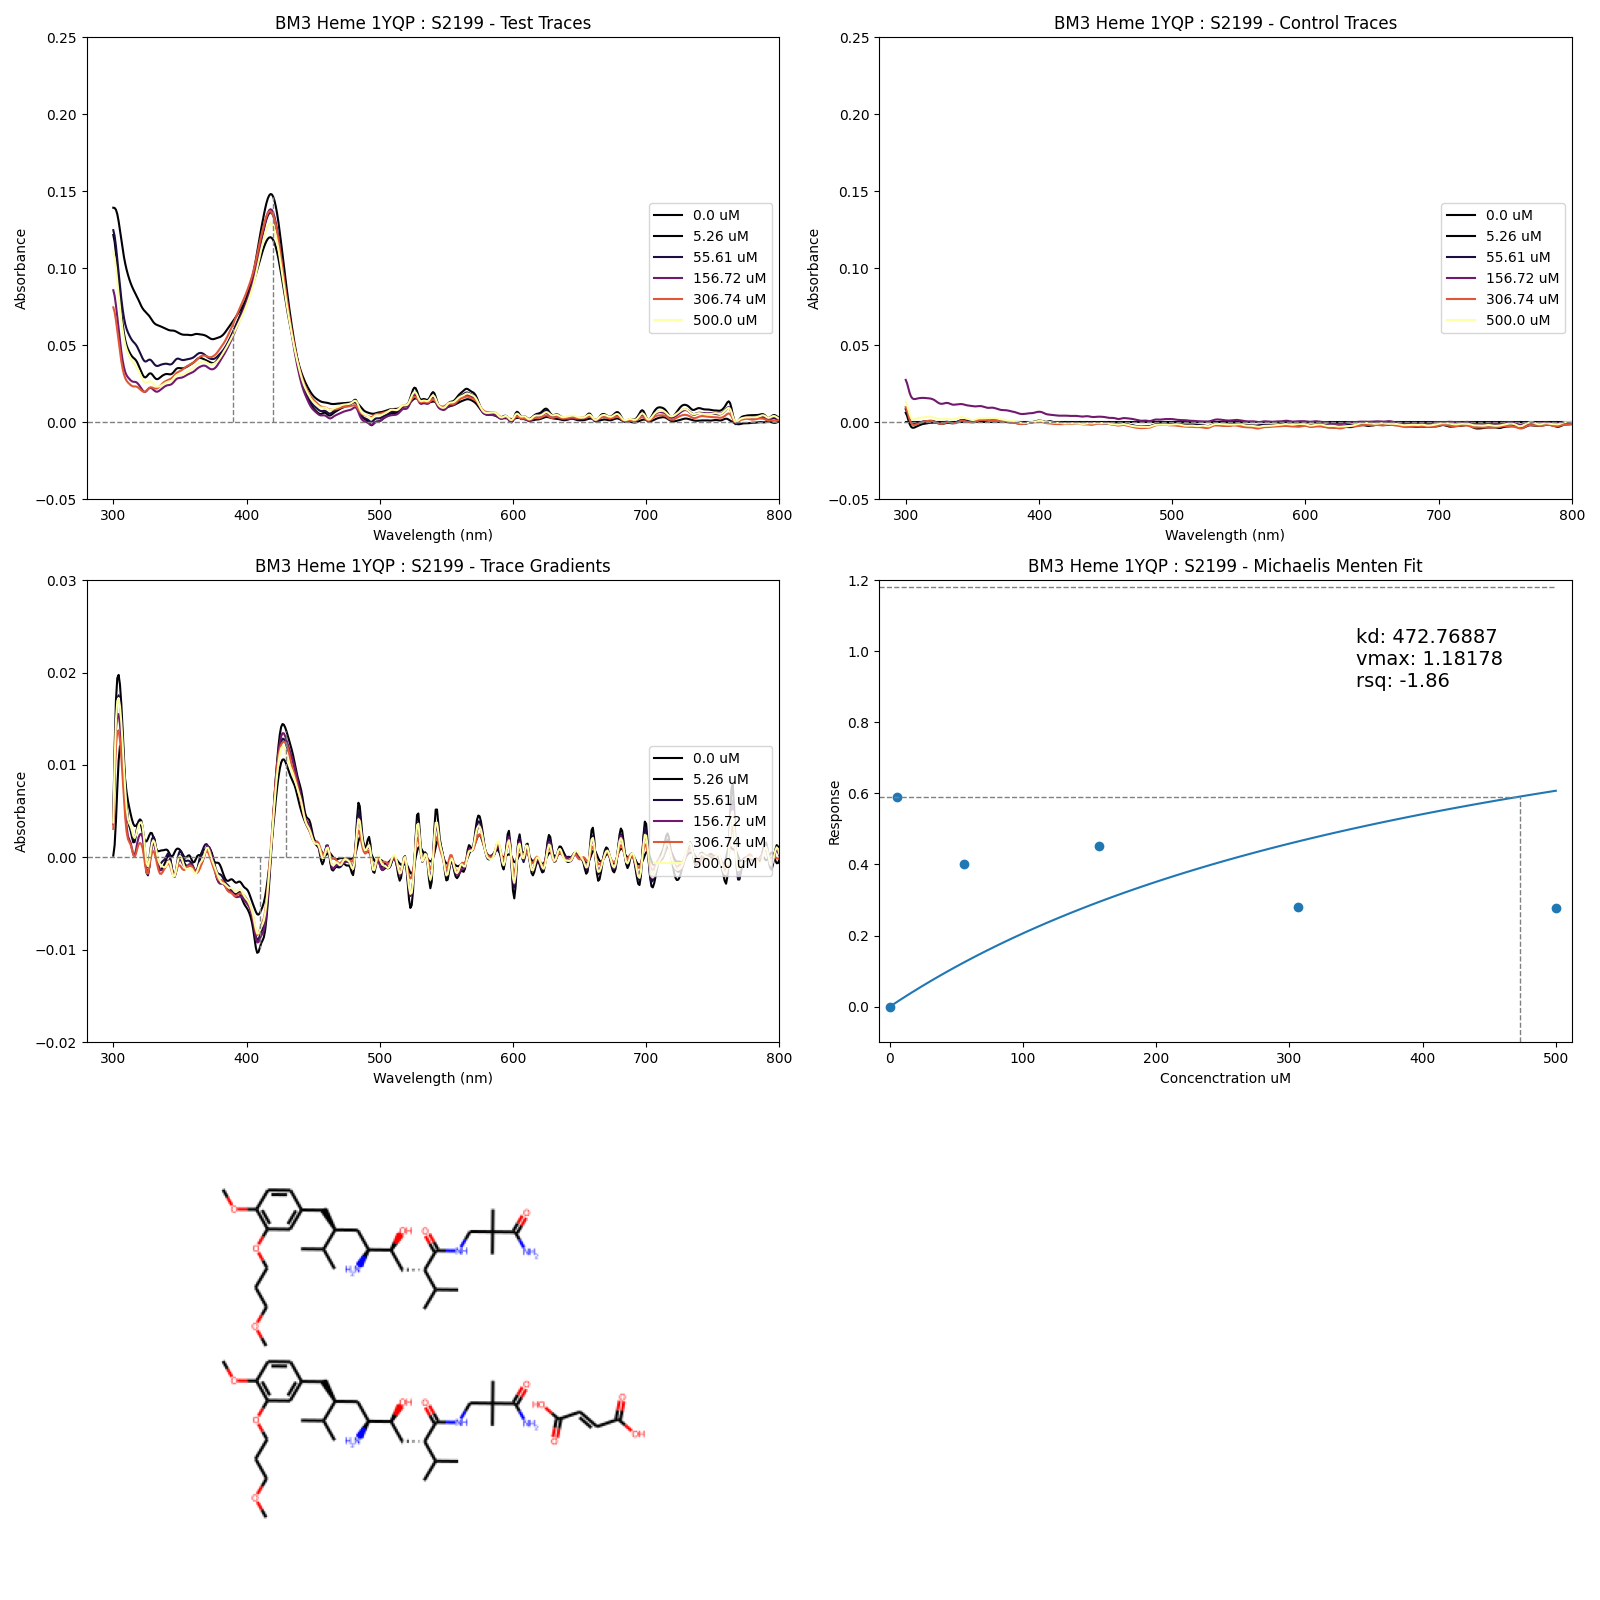 BM3 Heme 1YQP : S2199 - Test Traces
0.25
0.20
0.15
0.10
0.05
0.00
−0.05
Absorbance
300 400 500 600 700 800
Wavelength (nm)
0.0 uM
5.26 uM
55.61 uM
156.72 uM
306.74 uM
500.0 uM
BM3 Heme 1YQP : S2199 - Control Traces
0.25
0.20
0.15
0.10
0.05
0.00
−0.05
Absorbance
300 400 500 600 700 800
Wavelength (nm)
0.0 uM
5.26 uM
55.61 uM
156.72 uM
306.74 uM
500.0 uM
BM3 Heme 1YQP : S2199 - Trace Gradients
0.03
0.02
0.01
0.00
−0.01
−0.02
Absorbance
300 400 500 600 700 800
Wavelength (nm)
0.0 uM
5.26 uM
55.61 uM
156.72 uM
306.74 uM
500.0 uM
BM3 Heme 1YQP : S2199 - Michaelis Menten Fit
1.2
1.0
0.8
0.6
0.4
0.2
0.0
Response
kd: 472.76887
vmax: 1.18178
rsq: -1.86
0 100 200 300 400 500
Concenctration uM
O
O
O
H2N
OH
O
NH
O
NH2
O
O
O
H2N
OH
O
NH
O
NH2
HO
O
O
OH